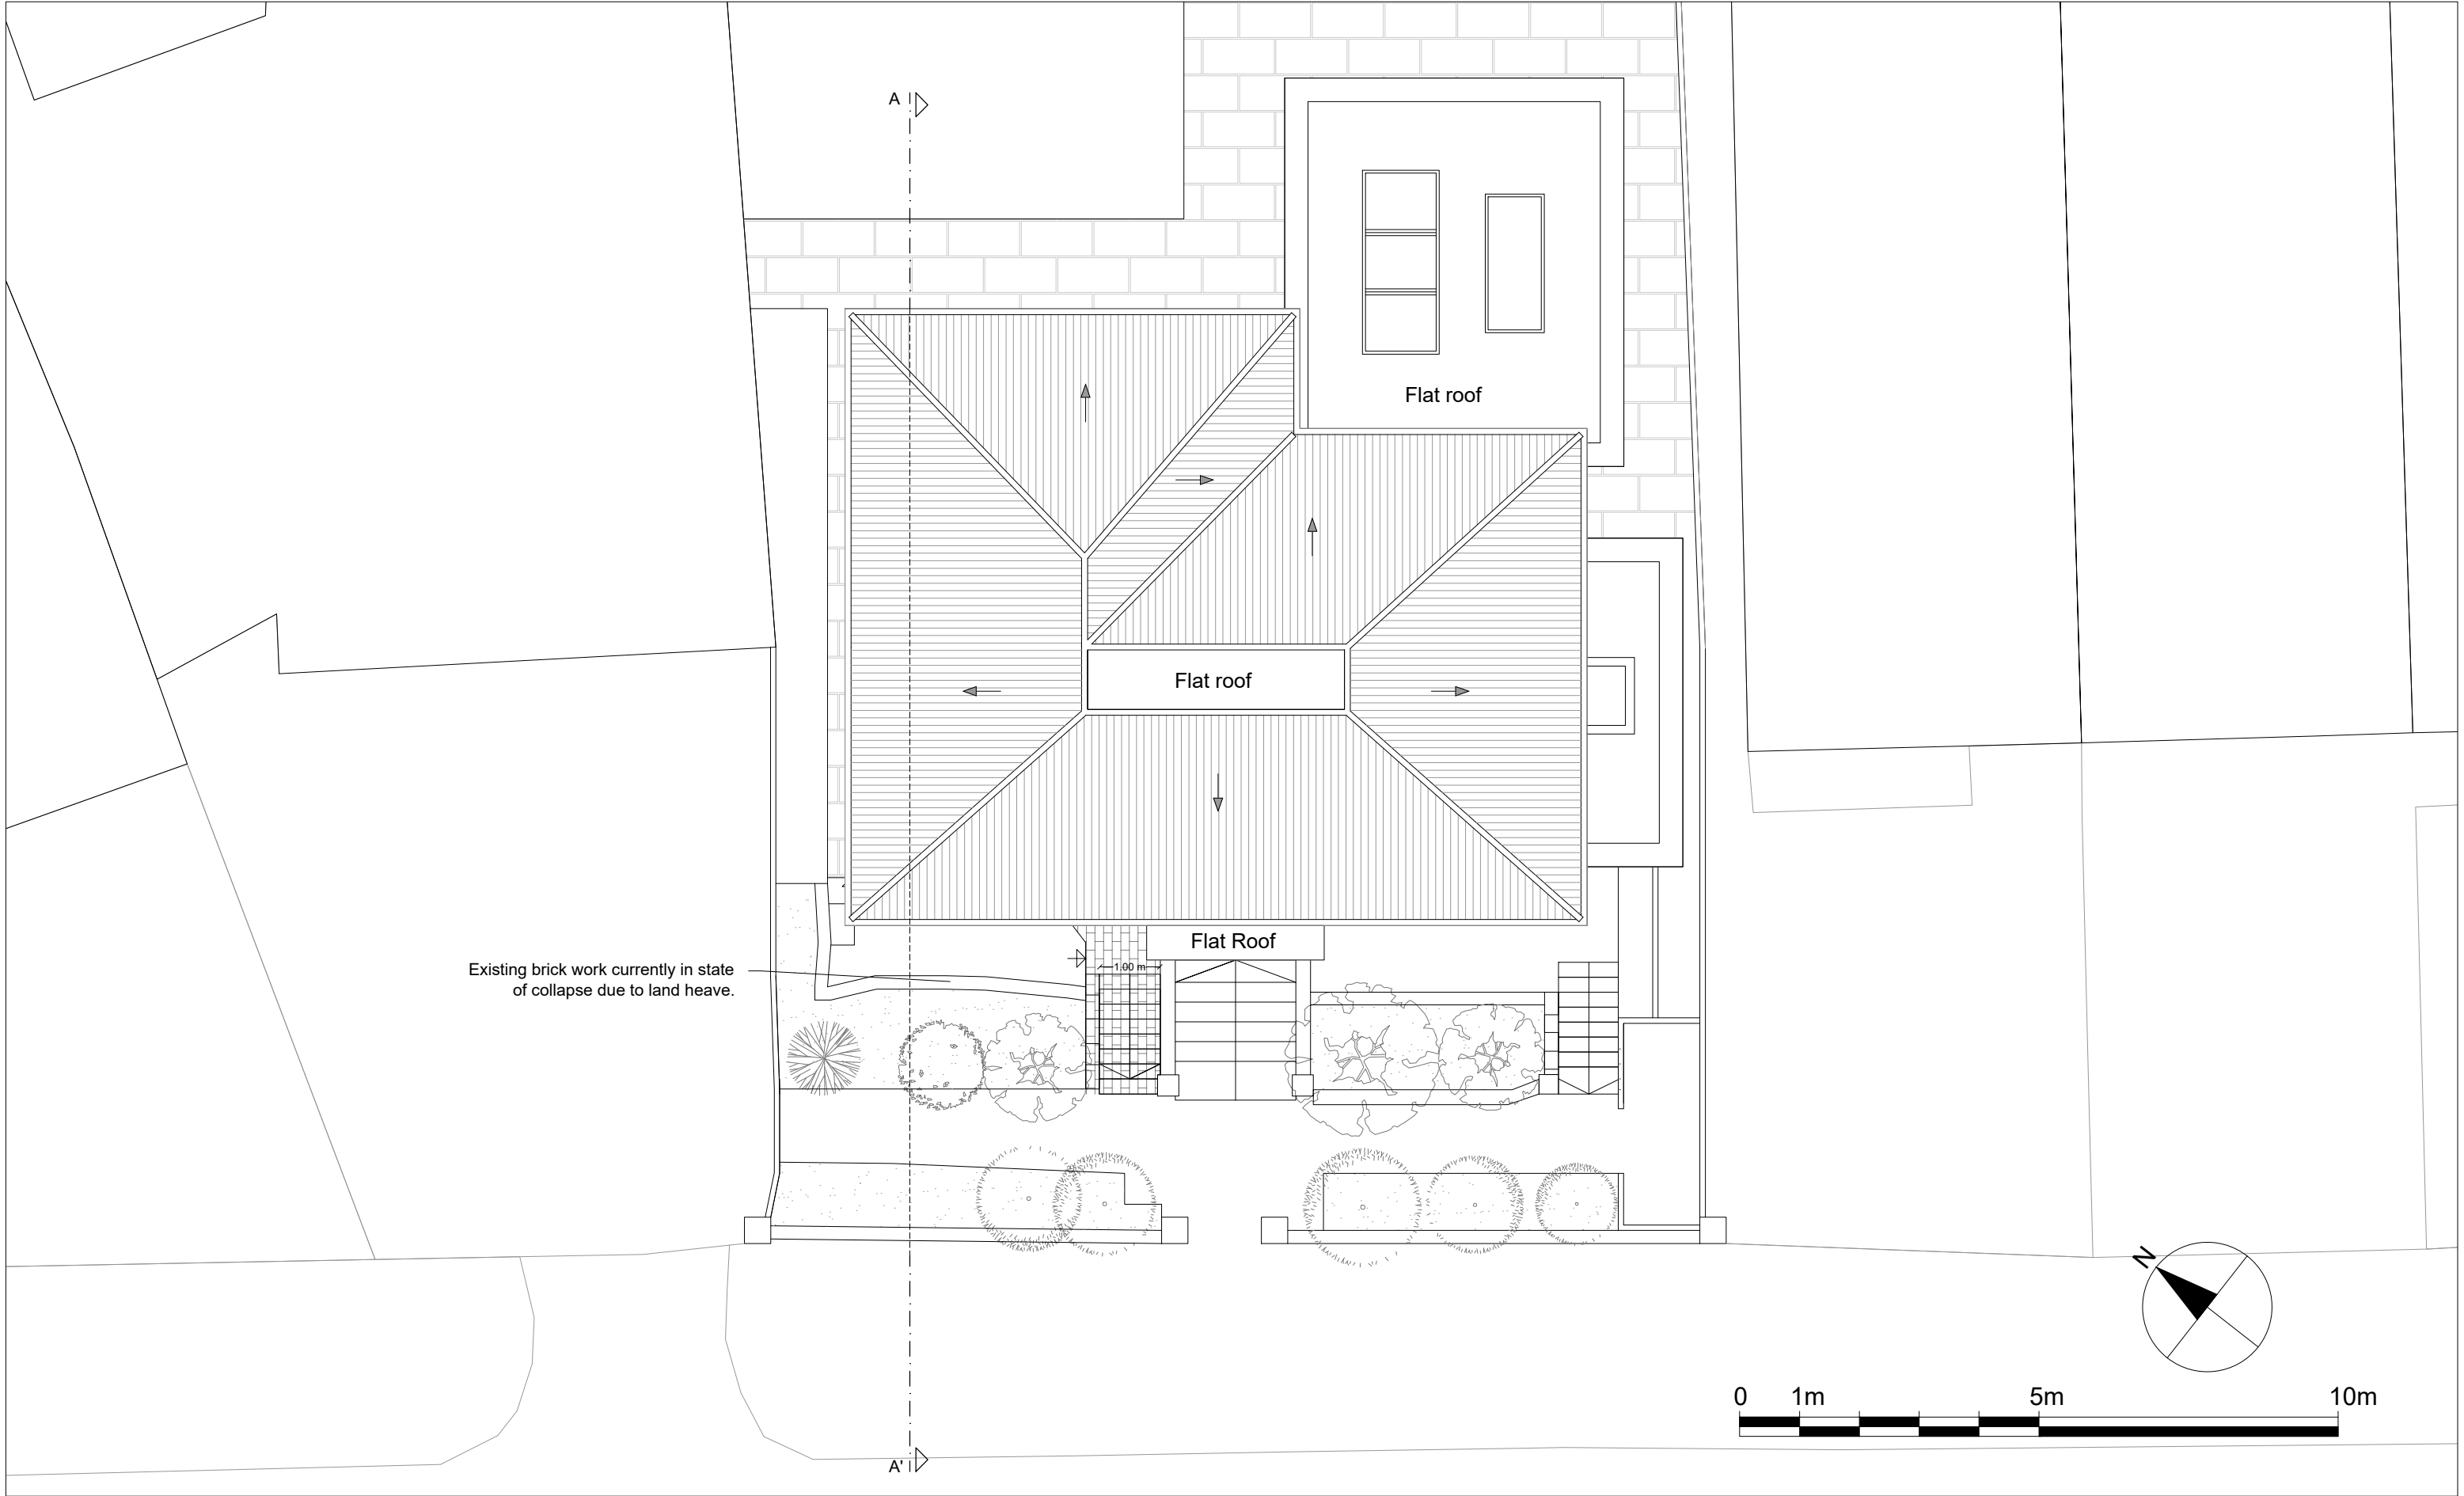 A
Flat roof
Flat roof
Flat Roof
Existing brick work currently in state
of collapse due to land heave.
1.00 m
N
0 1m 5m 10m
A'